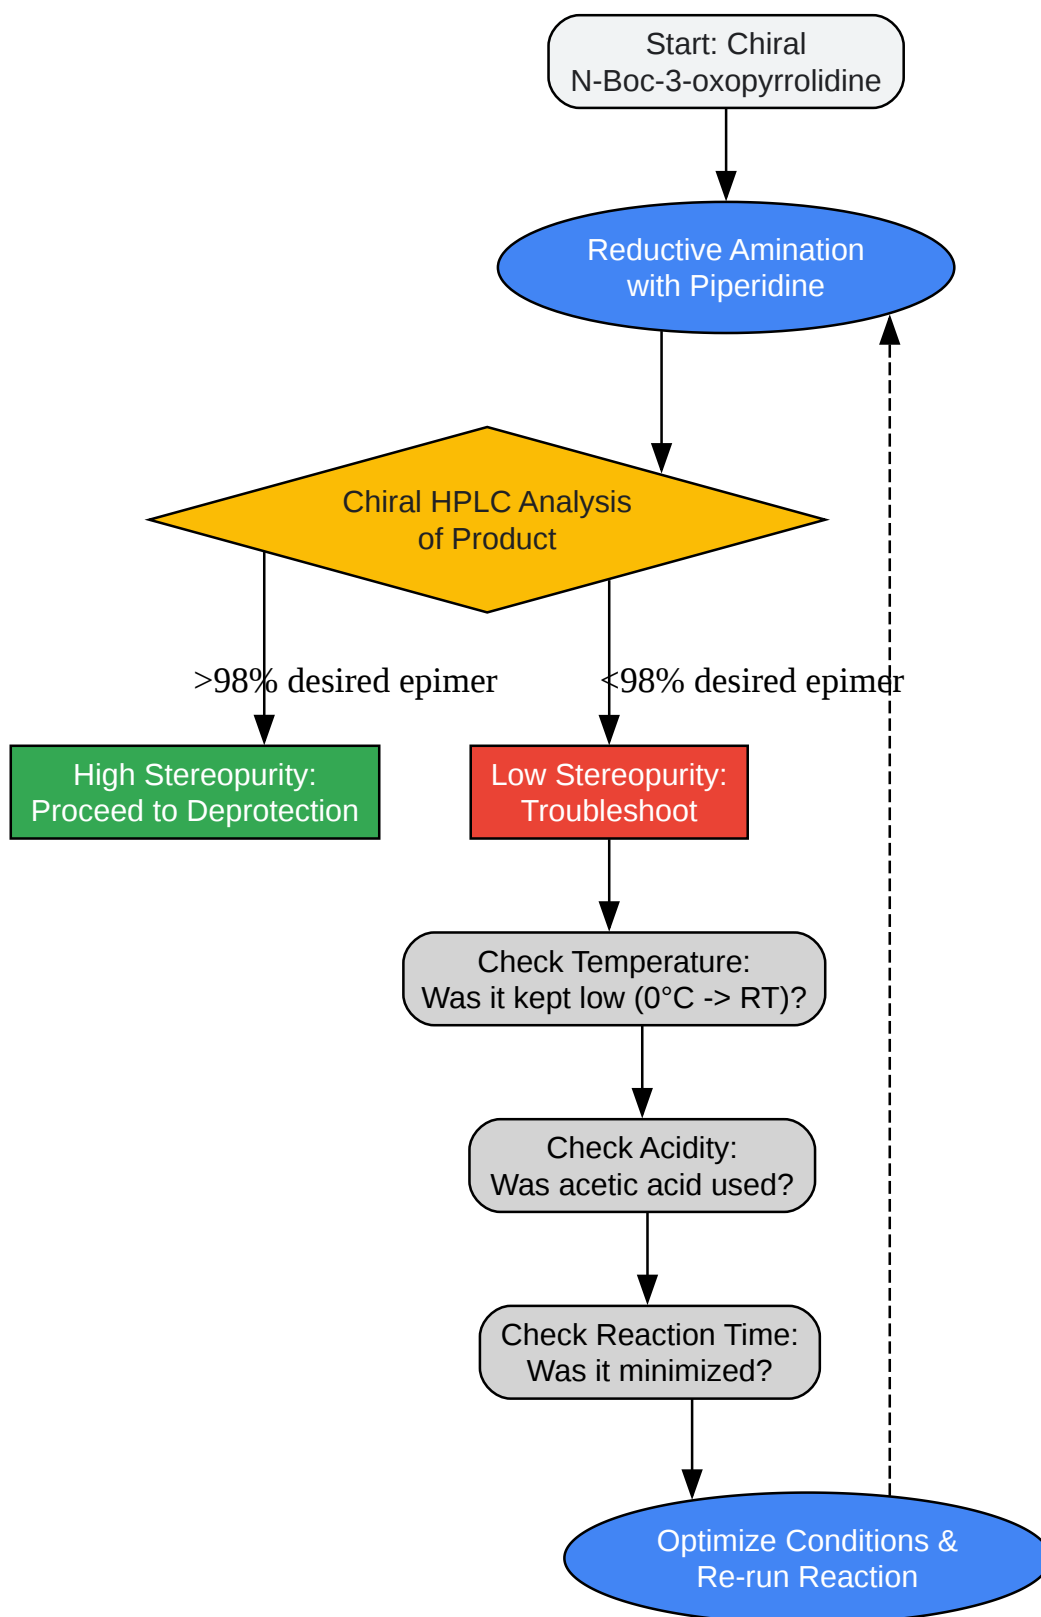 Start: Chiral
N-Boc-3-oxopyrrolidine
Reductive Amination
with Piperidine
Chiral HPLC Analysis
of Product
>98% desired epimer
<98% desired epimer
High Stereopurity:
Proceed to Deprotection
Low Stereopurity:
Troubleshoot
Check Temperature:
Was it kept low (0°C -> RT)?
Check Acidity:
Was acetic acid used?
Check Reaction Time:
Was it minimized?
Optimize Conditions &
Re-run Reaction